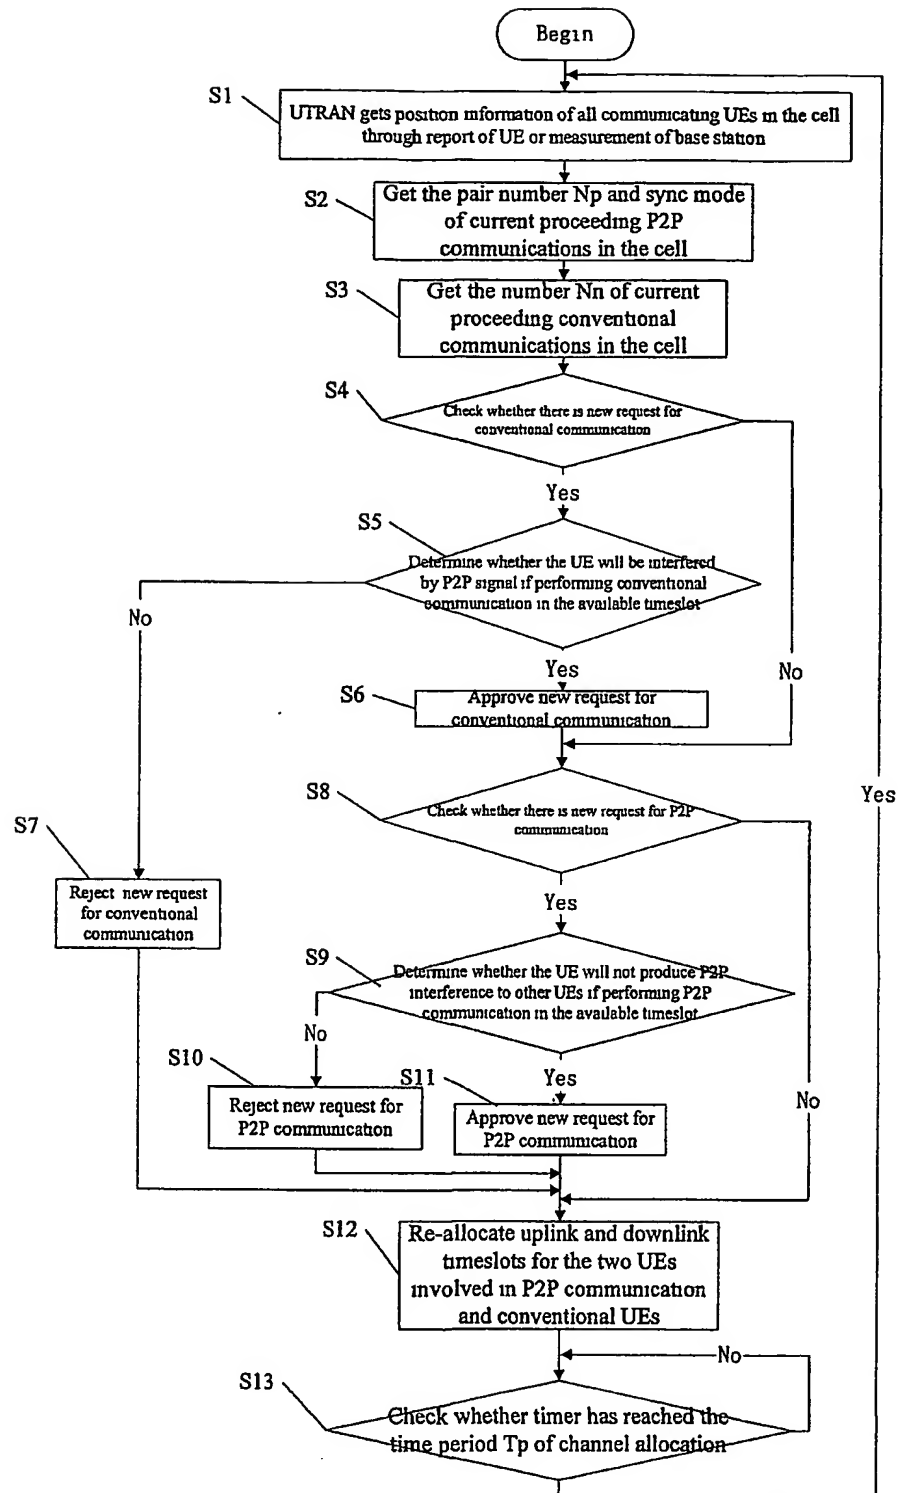 Begin
S1
UTRAN gets position information of all communicating UEs in the cell
through report of UE or measurement of base station
S2
Get the pair number Np and sync mode
of current proceeding P2P
communications in the cell
S3
Get the number Nn of current
proceeding conventional
communications in the cell
S4
Check whether there is new request for
conventional communication
Yes
S5
Determine whether the UE will be interfered
by P2P signal if performing conventional
communication in the available timeslot
No
Yes
No
S6
Approve new request for
conventional communication
S8
Check whether there is new request for P2P
communication
Yes
S7
Reject new request
for conventional
communication
Yes
S9
Determine whether the UE will not produce P2P
interference to other UEs if performing P2P
communication in the available timeslot
No
S10
Reject new request for
P2P communication
Yes
S11
Approve new request for
P2P communication
No
S12
Re-allocate uplink and downlink
timeslots for the two UEs
involved in P2P communication
and conventional UEs
No
S13
Check whether timer has reached the
time period Tp of channel allocation